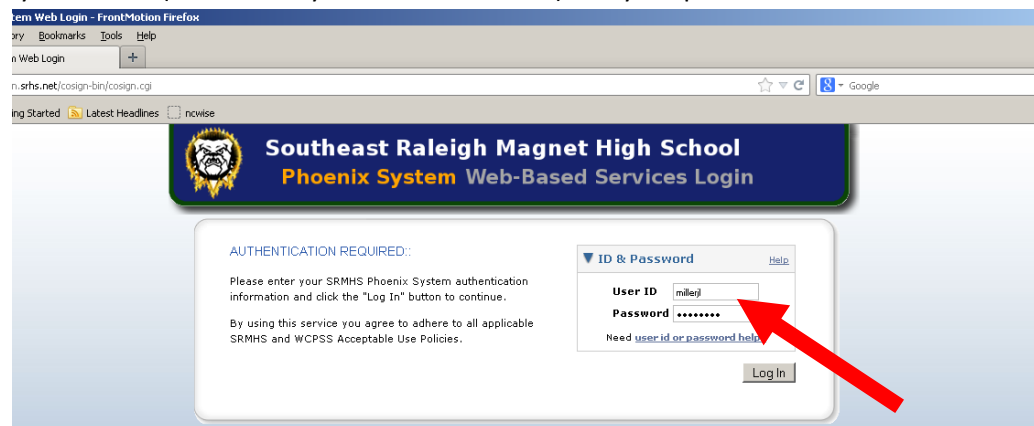 tem Web Login - FrontMotion Firefox
ory Bookmarks Tools Help
n Web Login +
n.srhs.net/cosign-bin/cosign.cgi Google
ing Started Latest Headlines ncwise
Southeast Raleigh Magnet High School
Phoenix System Web-Based Services Login
AUTHENTICATION REQUIRED::
Please enter your SRMHS Phoenix System authentication
information and click the "Log In" button to continue.
By using this service you agree to adhere to all applicable
SRMHS and WCPSS Acceptable Use Policies.
ID & Password Help
User ID millerjl
Password ••••••••
Need user id or password help
Log In